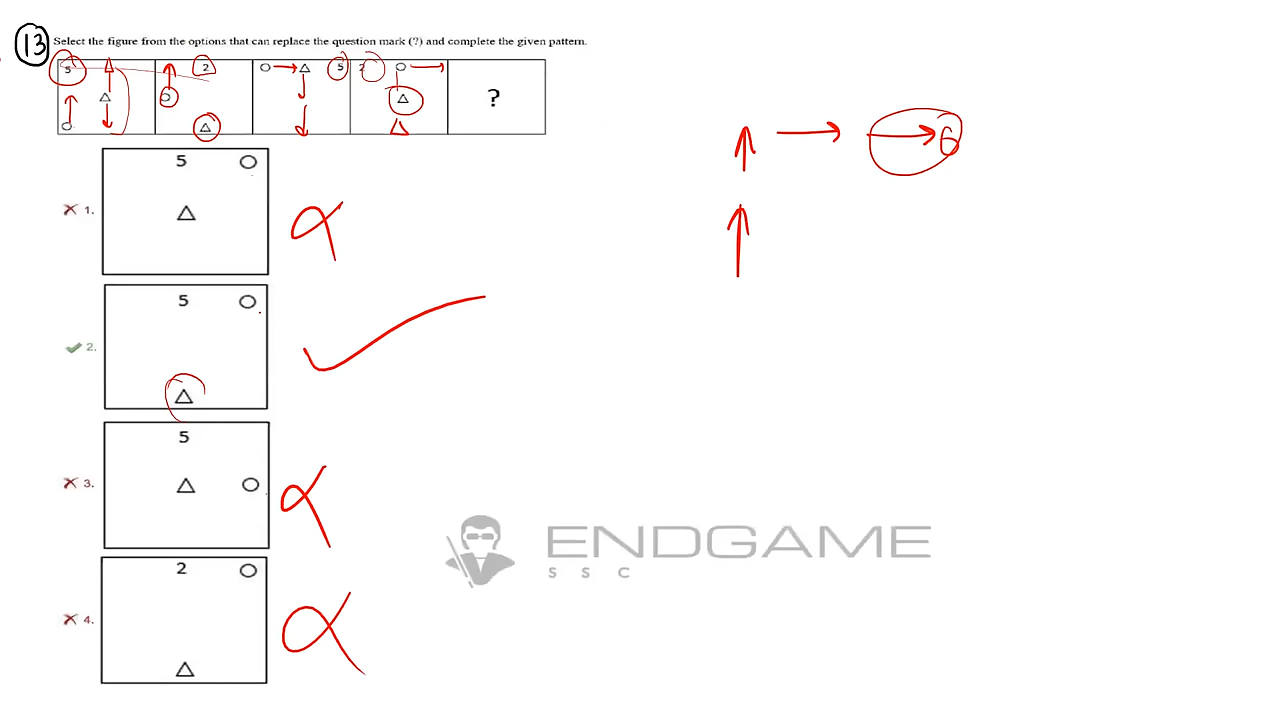 13 Select the figure from the options that can replace the question mark (?) and complete the given pattern.
5 2 5 2 ?
6
5
1.
5
2.
5
3.
2
4.
ENDGAME
SSC